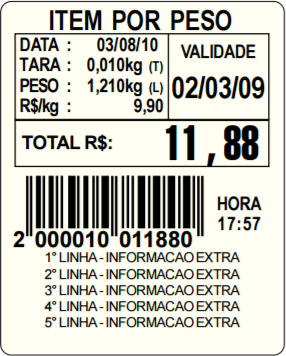 ITEM POR PESO
DATA : 03/08/10
TARA : 0,010kg (T)
PESO : 1,210kg (L)
R$/kg : 9,90
VALIDADE
02/03/09
TOTAL R$: 11,88
HORA
17:57
2 000010 011880
1° LINHA-INFORMACAO EXTRA
2° LINHA-INFORMACAO EXTRA
3° LINHA-INFORMACAO EXTRA
4° LINHA-INFORMACAO EXTRA
5° LINHA-INFORMACAO EXTRA